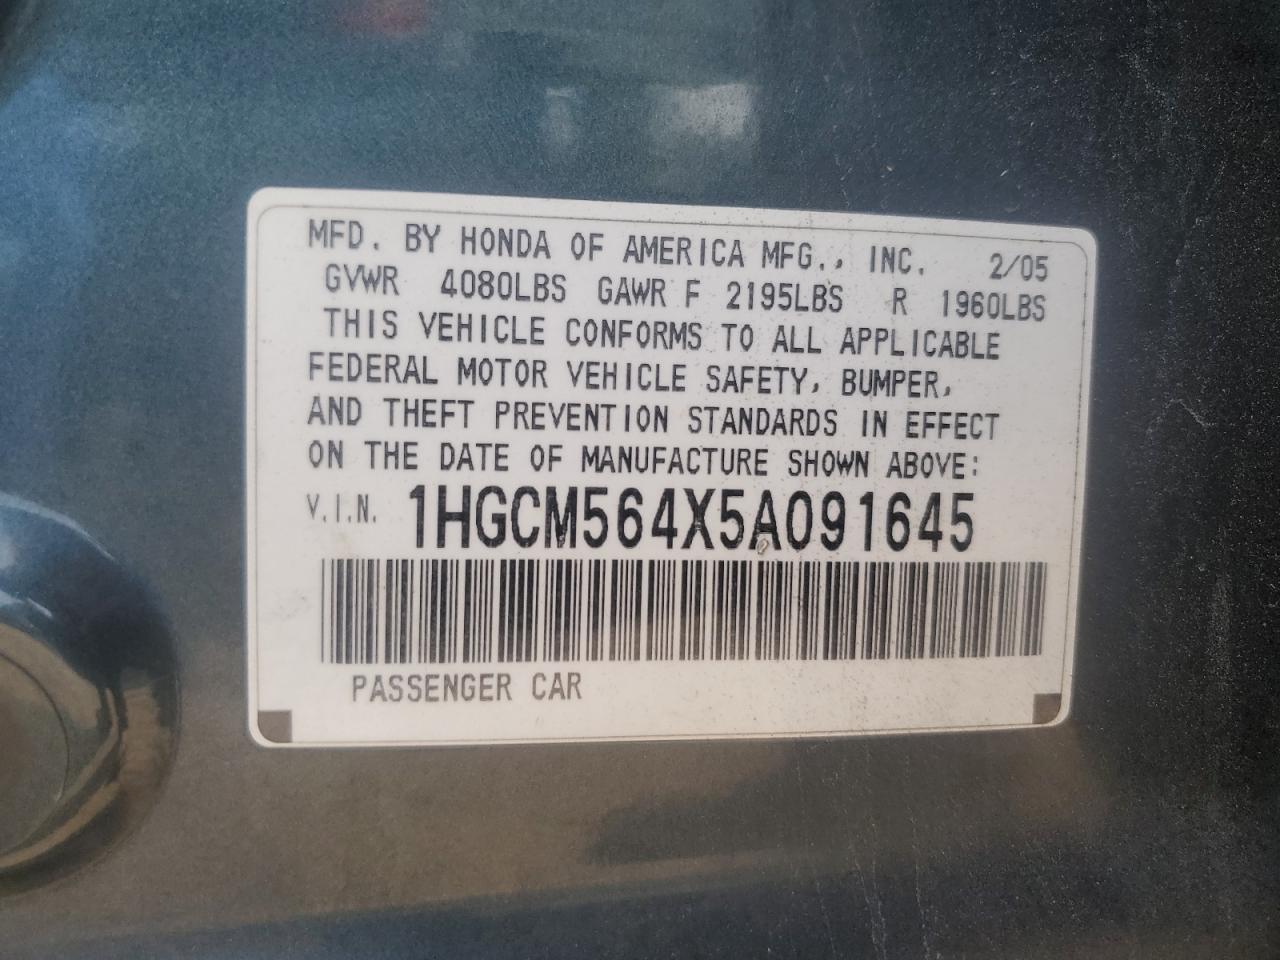 MFD. BY HONDA OF AMERICA MFG., INC. 2/05
GVWR 4080LBS GAWR F 2195LBS R 1960LBS
THIS VEHICLE CONFORMS TO ALL APPLICABLE
FEDERAL MOTOR VEHICLE SAFETY, BUMPER,
AND THEFT PREVENTION STANDARDS IN EFFECT
ON THE DATE OF MANUFACTURE SHOWN ABOVE:
V.I.N. 1HGCM564X5A091645
PASSENGER CAR